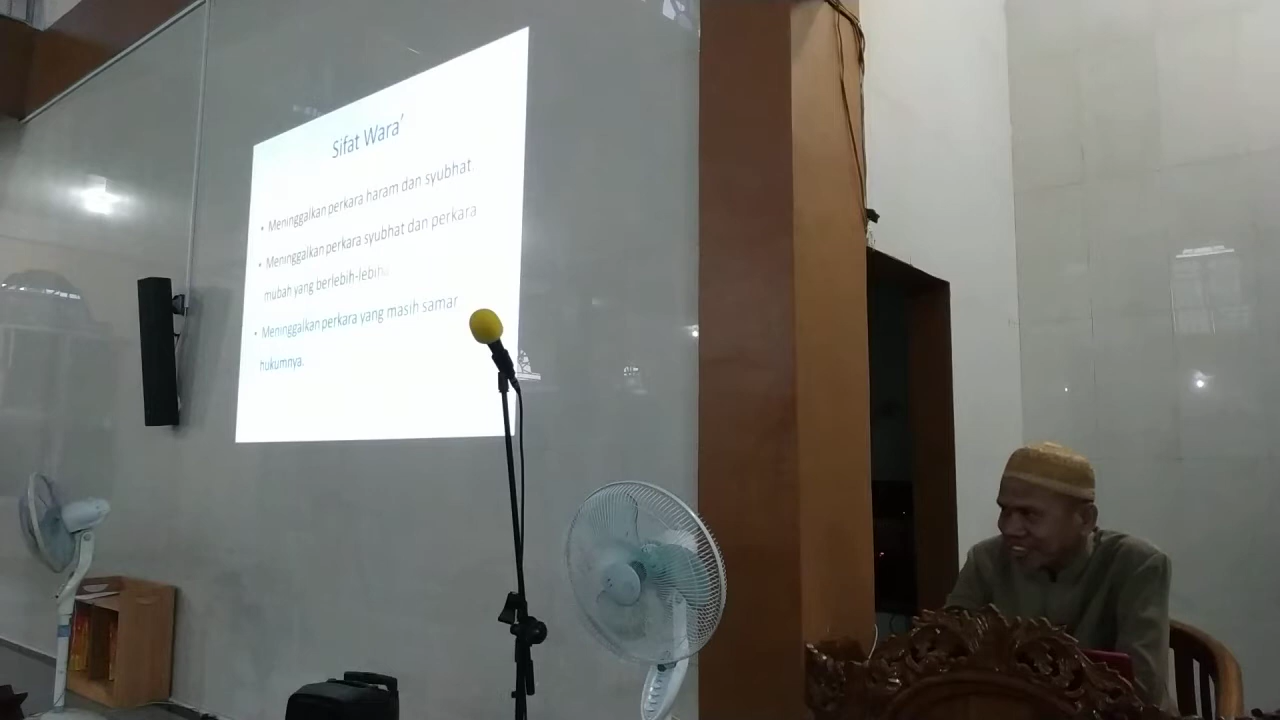 Sifat Wara'
• Meninggalkan perkara haram dan syubhat.
• Meninggalkan perkara syubhat dan perkara
mubah yang berlebih-lebihan
• Meninggalkan perkara yang masih samar
hukumnya.